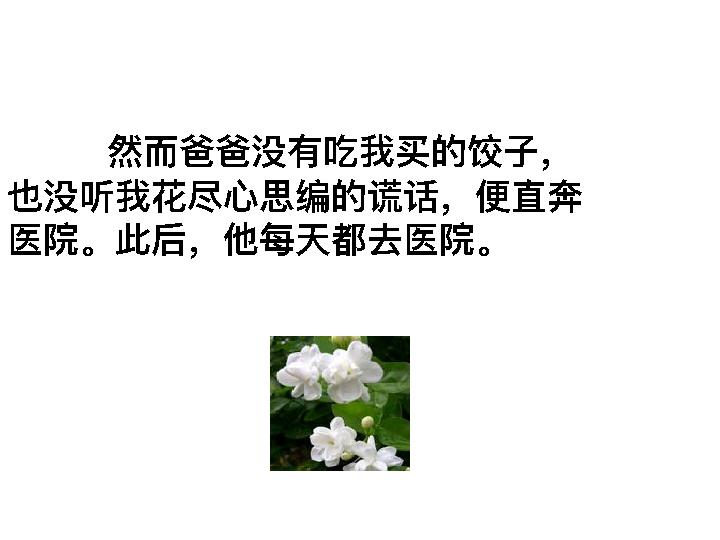 然而爸爸没有吃我买的饺子，
也没听我花尽心思编的谎话，便直奔
医院。此后，他每天都去医院。